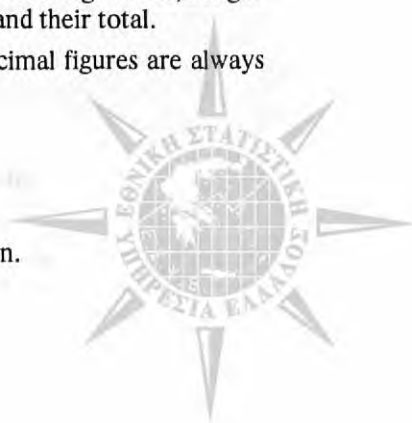 and their total.
cimal figures are always
n.
ΕΘΝΙΚΗ ΣΤΑΤΙΣΤΙΚΗ
ΥΠΗΡΕΣΙΑ ΕΛΛΑΔΟΣ